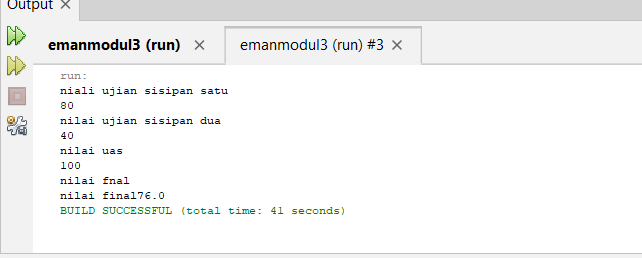 Output
emanmodul3 (run)
emanmodul3 (run) #3
run:
niali ujian sisipan satu
80
nilai ujian sisipan dua
40
nilai uas
100
nilai fnal
nilai final76.0
BUILD SUCCESSFUL (total time: 41 seconds)